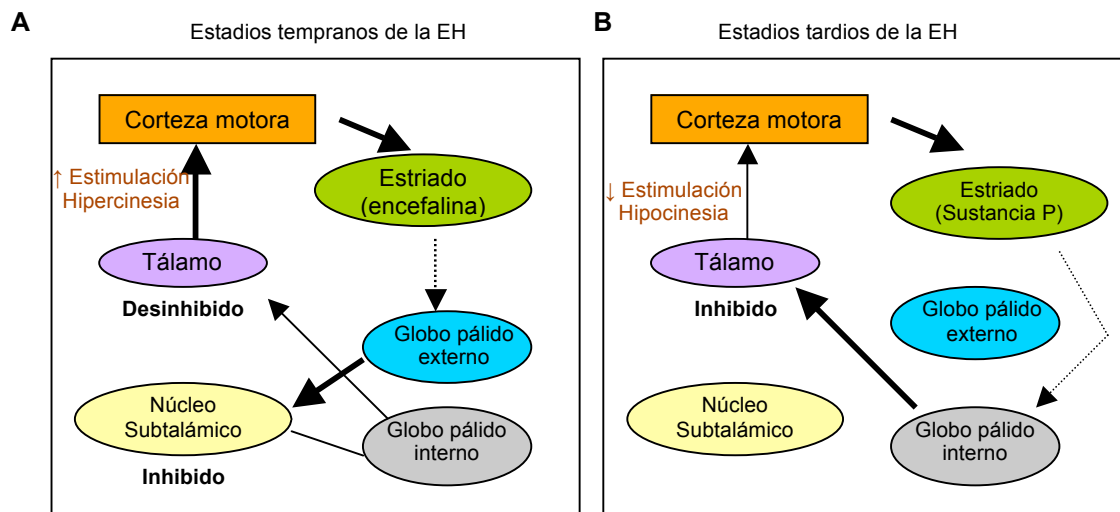 A
Estadios tempranos de la EH
Corteza motora
↑ Estimulación
Hipercinesia
Estriado
(encefalina)
Tálamo
Desinhibido
Globo pálido
externo
Núcleo
Subtalámico
Inhibido
Globo pálido
interno
B
Estadios tardios de la EH
Corteza motora
↓ Estimulación
Hipocinesia
Estriado
(Sustancia P)
Tálamo
Inhibido
Globo pálido
externo
Núcleo
Subtalámico
Globo pálido
interno